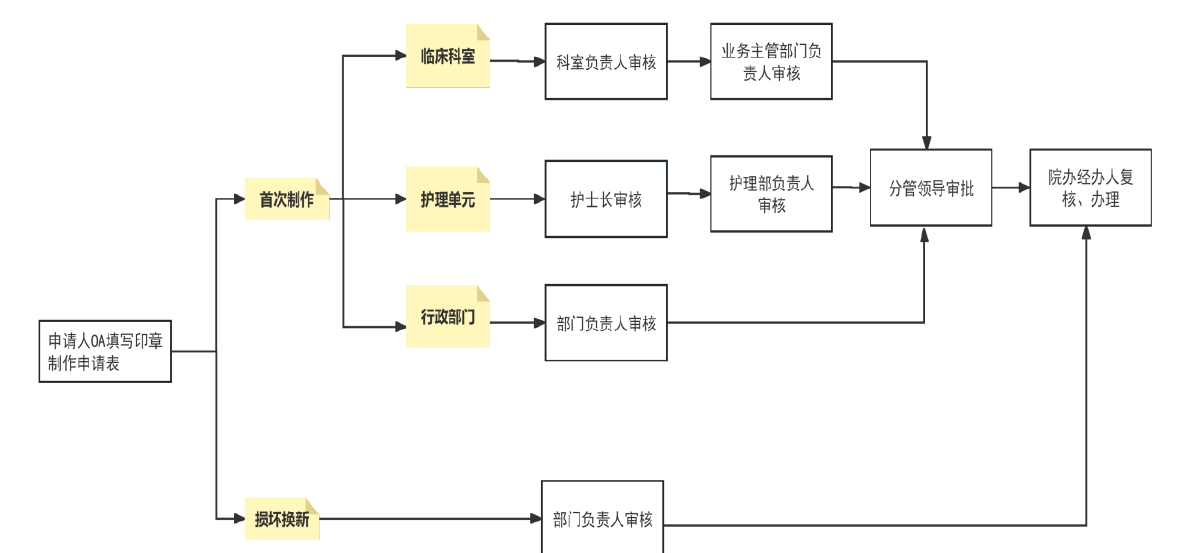 临床科室
科室负责人审核
业务主管部门负
责人审核
首次制作
护理单元
护士长审核
护理部负责人
审核
分管领导审批
院办经办人复
核、办理
行政部门
部门负责人审核
申请人OA填写印章
制作申请表
损坏换新
部门负责人审核